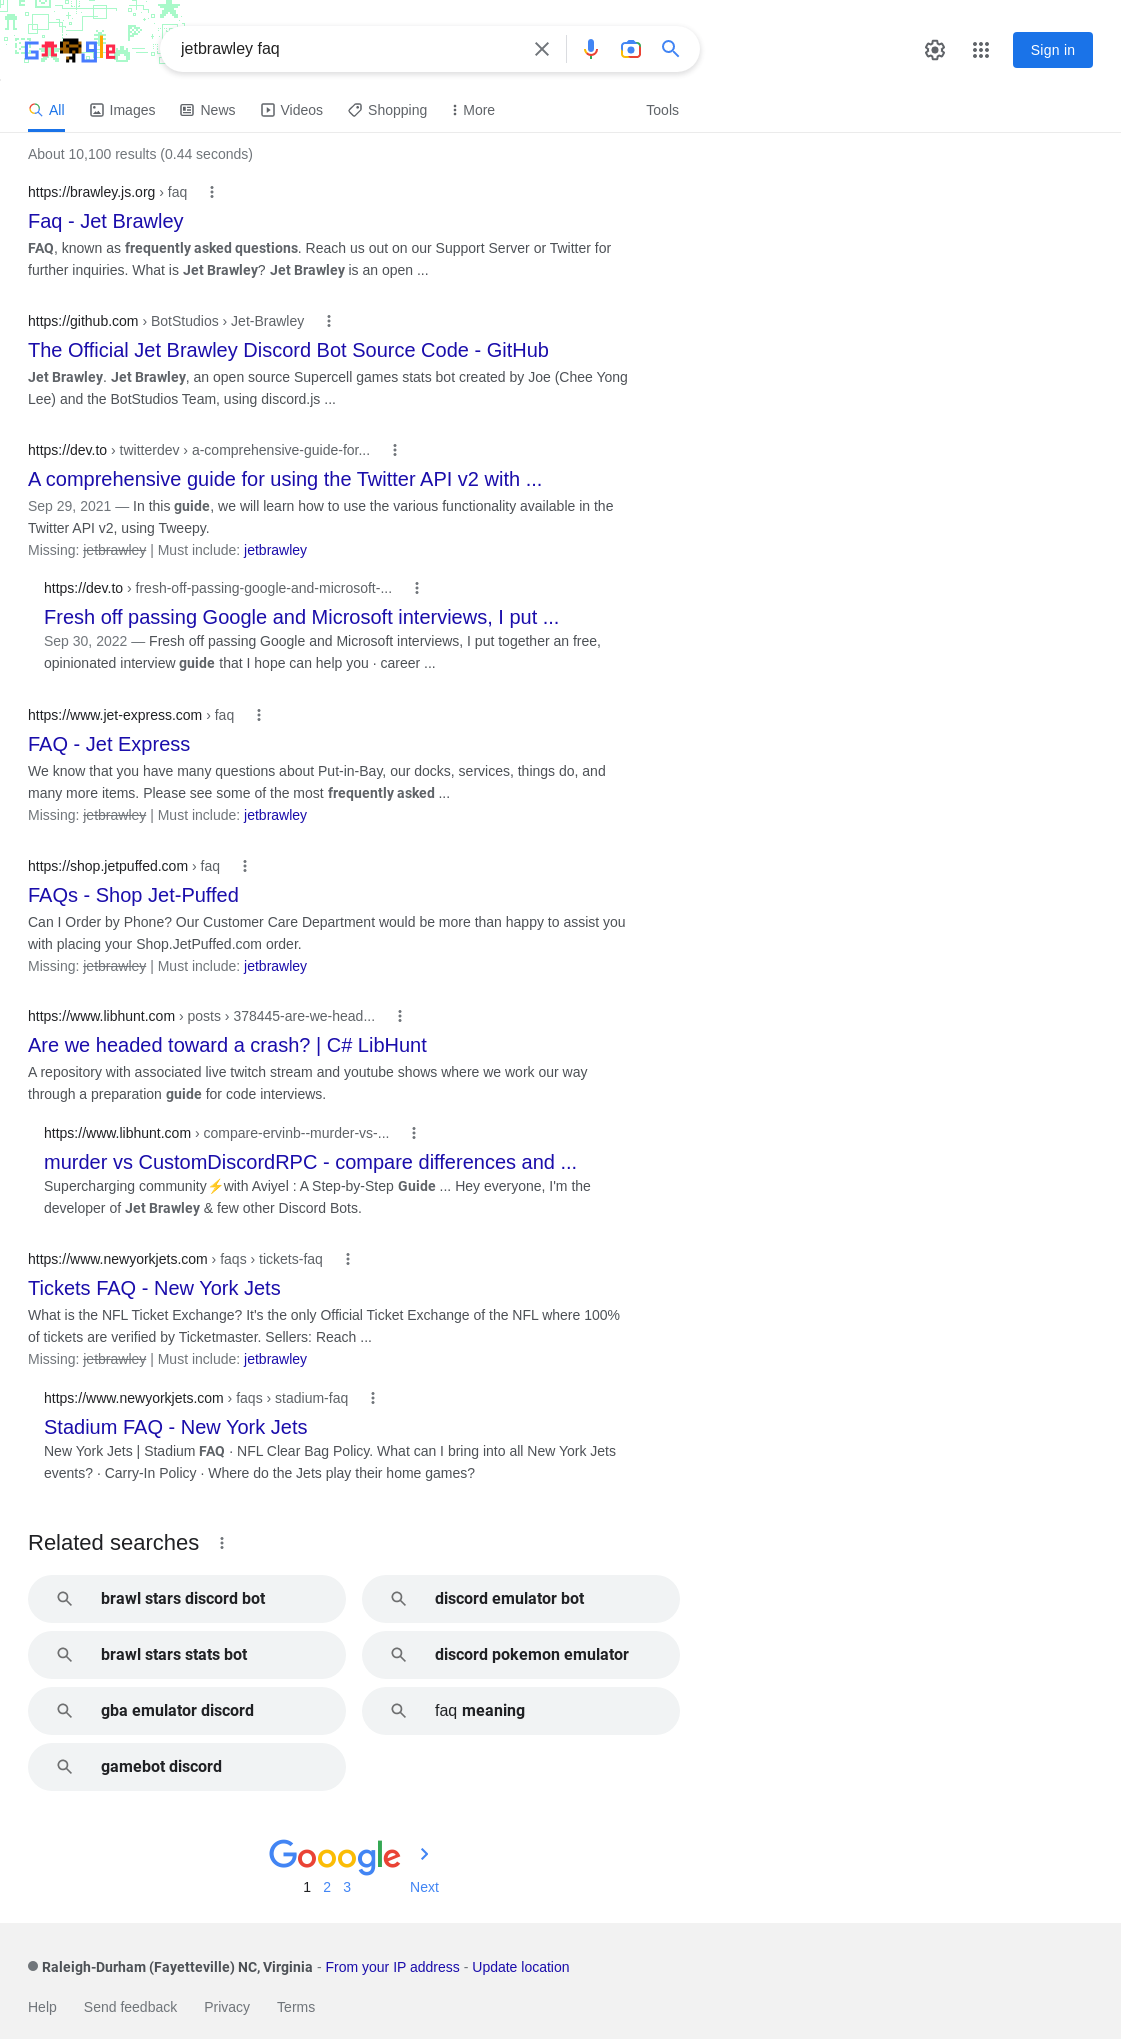 Google
jetbrawley faq
Sign in
All
Images
News
Videos
Shopping
More
Tools
About 10,100 results (0.44 seconds)
https://brawley.js.org › faq
Faq - Jet Brawley
FAQ, known as frequently asked questions. Reach us out on our Support Server or Twitter for
further inquiries. What is Jet Brawley? Jet Brawley is an open ...
https://github.com › BotStudios › Jet-Brawley
The Official Jet Brawley Discord Bot Source Code - GitHub
Jet Brawley. Jet Brawley, an open source Supercell games stats bot created by Joe (Chee Yong
Lee) and the BotStudios Team, using discord.js ...
https://dev.to › twitterdev › a-comprehensive-guide-for...
A comprehensive guide for using the Twitter API v2 with ...
Sep 29, 2021 — In this guide, we will learn how to use the various functionality available in the
Twitter API v2, using Tweepy.
Missing: jetbrawley | Must include: jetbrawley
https://dev.to › fresh-off-passing-google-and-microsoft-...
Fresh off passing Google and Microsoft interviews, I put ...
Sep 30, 2022 — Fresh off passing Google and Microsoft interviews, I put together an free,
opinionated interview guide that I hope can help you · career ...
https://www.jet-express.com › faq
FAQ - Jet Express
We know that you have many questions about Put-in-Bay, our docks, services, things do, and
many more items. Please see some of the most frequently asked ...
Missing: jetbrawley | Must include: jetbrawley
https://shop.jetpuffed.com › faq
FAQs - Shop Jet-Puffed
Can I Order by Phone? Our Customer Care Department would be more than happy to assist you
with placing your Shop.JetPuffed.com order.
Missing: jetbrawley | Must include: jetbrawley
https://www.libhunt.com › posts › 378445-are-we-head...
Are we headed toward a crash? | C# LibHunt
A repository with associated live twitch stream and youtube shows where we work our way
through a preparation guide for code interviews.
https://www.libhunt.com › compare-ervinb--murder-vs-...
murder vs CustomDiscordRPC - compare differences and ...
Supercharging community⚡with Aviyel : A Step-by-Step Guide ... Hey everyone, I'm the
developer of Jet Brawley & few other Discord Bots.
https://www.newyorkjets.com › faqs › tickets-faq
Tickets FAQ - New York Jets
What is the NFL Ticket Exchange? It's the only Official Ticket Exchange of the NFL where 100%
of tickets are verified by Ticketmaster. Sellers: Reach ...
Missing: jetbrawley | Must include: jetbrawley
https://www.newyorkjets.com › faqs › stadium-faq
Stadium FAQ - New York Jets
New York Jets | Stadium FAQ · NFL Clear Bag Policy. What can I bring into all New York Jets
events? · Carry-In Policy · Where do the Jets play their home games?
Related searches
brawl stars discord bot
discord emulator bot
brawl stars stats bot
discord pokemon emulator
gba emulator discord
faq meaning
gamebot discord
Gooogle
1 2 3 Next
Raleigh-Durham (Fayetteville) NC, Virginia - From your IP address - Update location
Help Send feedback Privacy Terms